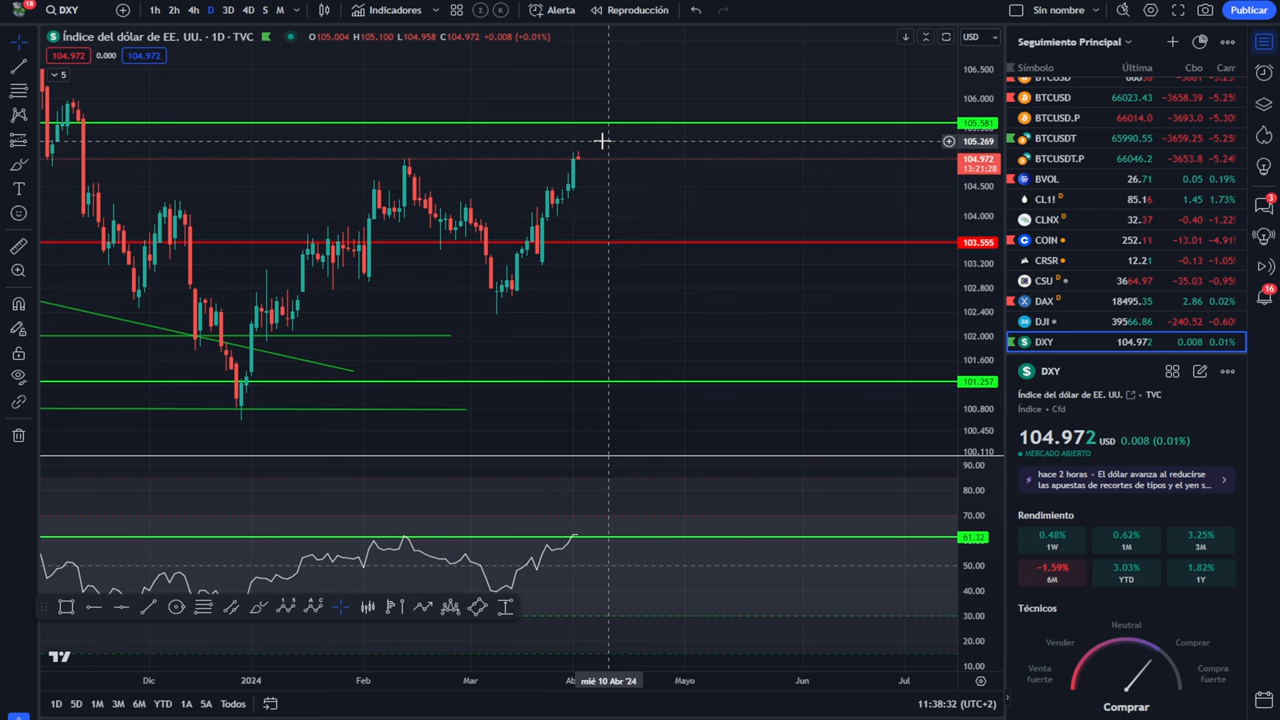 18
DXY
1h 2h 4h D 3D 4D S M
Indicadores
2 K
Alerta
Reproducción
Sin nombre
Publicar
Índice del dólar de EE. UU. · 1D · TVC
O105.004 H105.100 L104.958 C104.972 +0.008 (+0.01%)
104.972 0.000 104.972
5
USD
106.500
106.000
105.581
105.269
104.972
13:21:28
104.500
104.000
103.555
103.200
102.800
102.400
102.000
101.600
101.257
100.800
100.450
100.110
90.00
80.00
70.00
61.32
50.00
40.00
30.00
20.00
10.00
Dic 2024 Feb Mar Ab mié 10 Abr '24 Mayo Jun Jul
1D 5D 1M 3M 6M YTD 1A 5A Todos
11:38:32 (UTC+2)
Seguimiento Principal
Símbolo Última Cbo Cam
BTCUSD
BTCUSD 66023.43 −3658.39 −5.25%
BTCUSD.P 66014.0 −3693.0 −5.30%
BTCUSDT 65990.55 −3659.25 −5.25%
BTCUSDT.P 66046.2 −3653.8 −5.24%
BVOL 26.71 0.05 0.19%
CL1! D 85.16 1.45 1.73%
CLNX D 32.37 −0.40 −1.22%
COIN 252.11 −13.01 −4.91%
CRSR 12.21 −0.13 −1.05%
CSU D 3664.97 −35.03 −0.95%
DAX D 18495.35 2.86 0.02%
DJI 39566.86 −240.52 −0.60%
DXY 104.972 0.008 0.01%
DXY
Índice del dólar de EE. UU. · TVC
Índice · Cfd
104.972 USD 0.008 (0.01%)
MERCADO ABIERTO
hace 2 horas · El dólar avanza al reducirse
las apuestas de recortes de tipos y el yen s...
Rendimiento
0.48% 0.62% 3.25%
1W 1M 3M
−1.59% 3.03% 1.82%
6M YTD 1Y
Técnicos
Neutral
Vender Comprar
Venta fuerte
Compra fuerte
Comprar
3
16